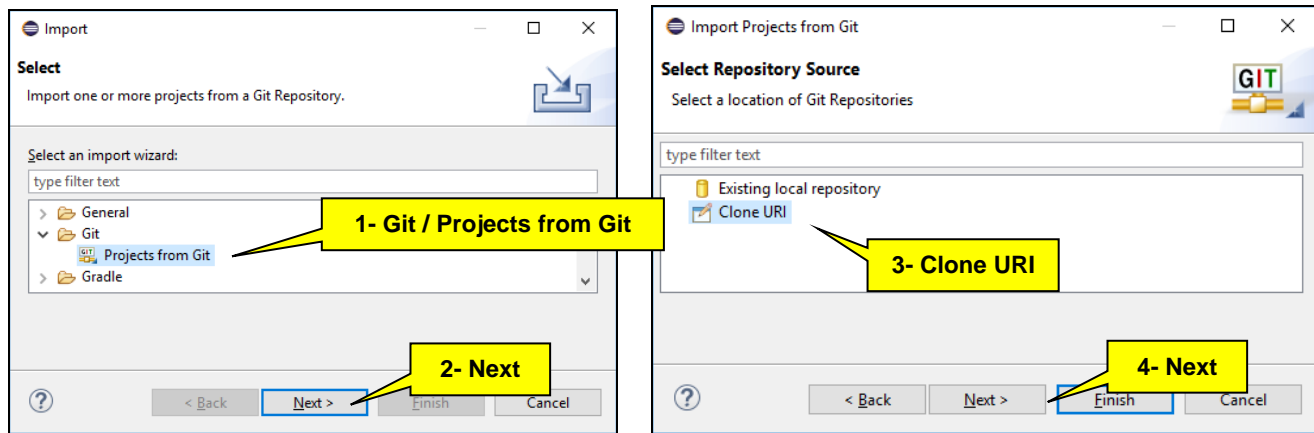 Import
Select
Import one or more projects from a Git Repository.
Select an import wizard:
type filter text
General
Git
GIT Projects from Git
Gradle
1- Git / Projects from Git
2- Next
? < Back Next > Finish Cancel
Import Projects from Git
Select Repository Source
Select a location of Git Repositories
GIT
type filter text
Existing local repository
Clone URI
3- Clone URI
4- Next
? < Back Next > Finish Cancel